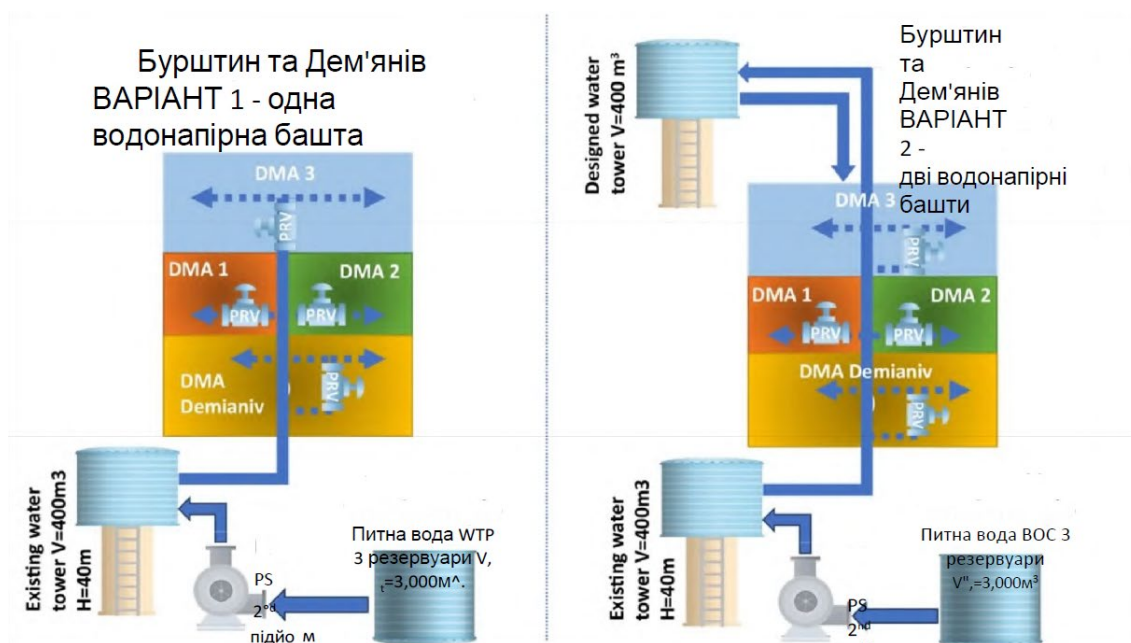 Бурштин та Дем'янів
ВАРІАНТ 1 - одна
водонапірна башта
DMA 3
PRV
DMA 1
DMA 2
PRV
PRV
DMA
Demianiv
PRV
Existing water
tower V=400m3
H=40m
PS
2°d
підйо м
Питна вода WTP
3 резервуари V,
t=3,000м^.
Designed water
tower V=400 m³
Бурштин
та
Дем'янів
ВАРІАНТ
2 -
дві водонапірні
башти
DMA 3
PRV
DMA 1
DMA 2
PRV
PRV
DMA Demianiv
PRV
Existing water
tower V=400m3
H=40m
PS
2nd
Питна вода ВОС 3
резервуари
V",=3,000м³